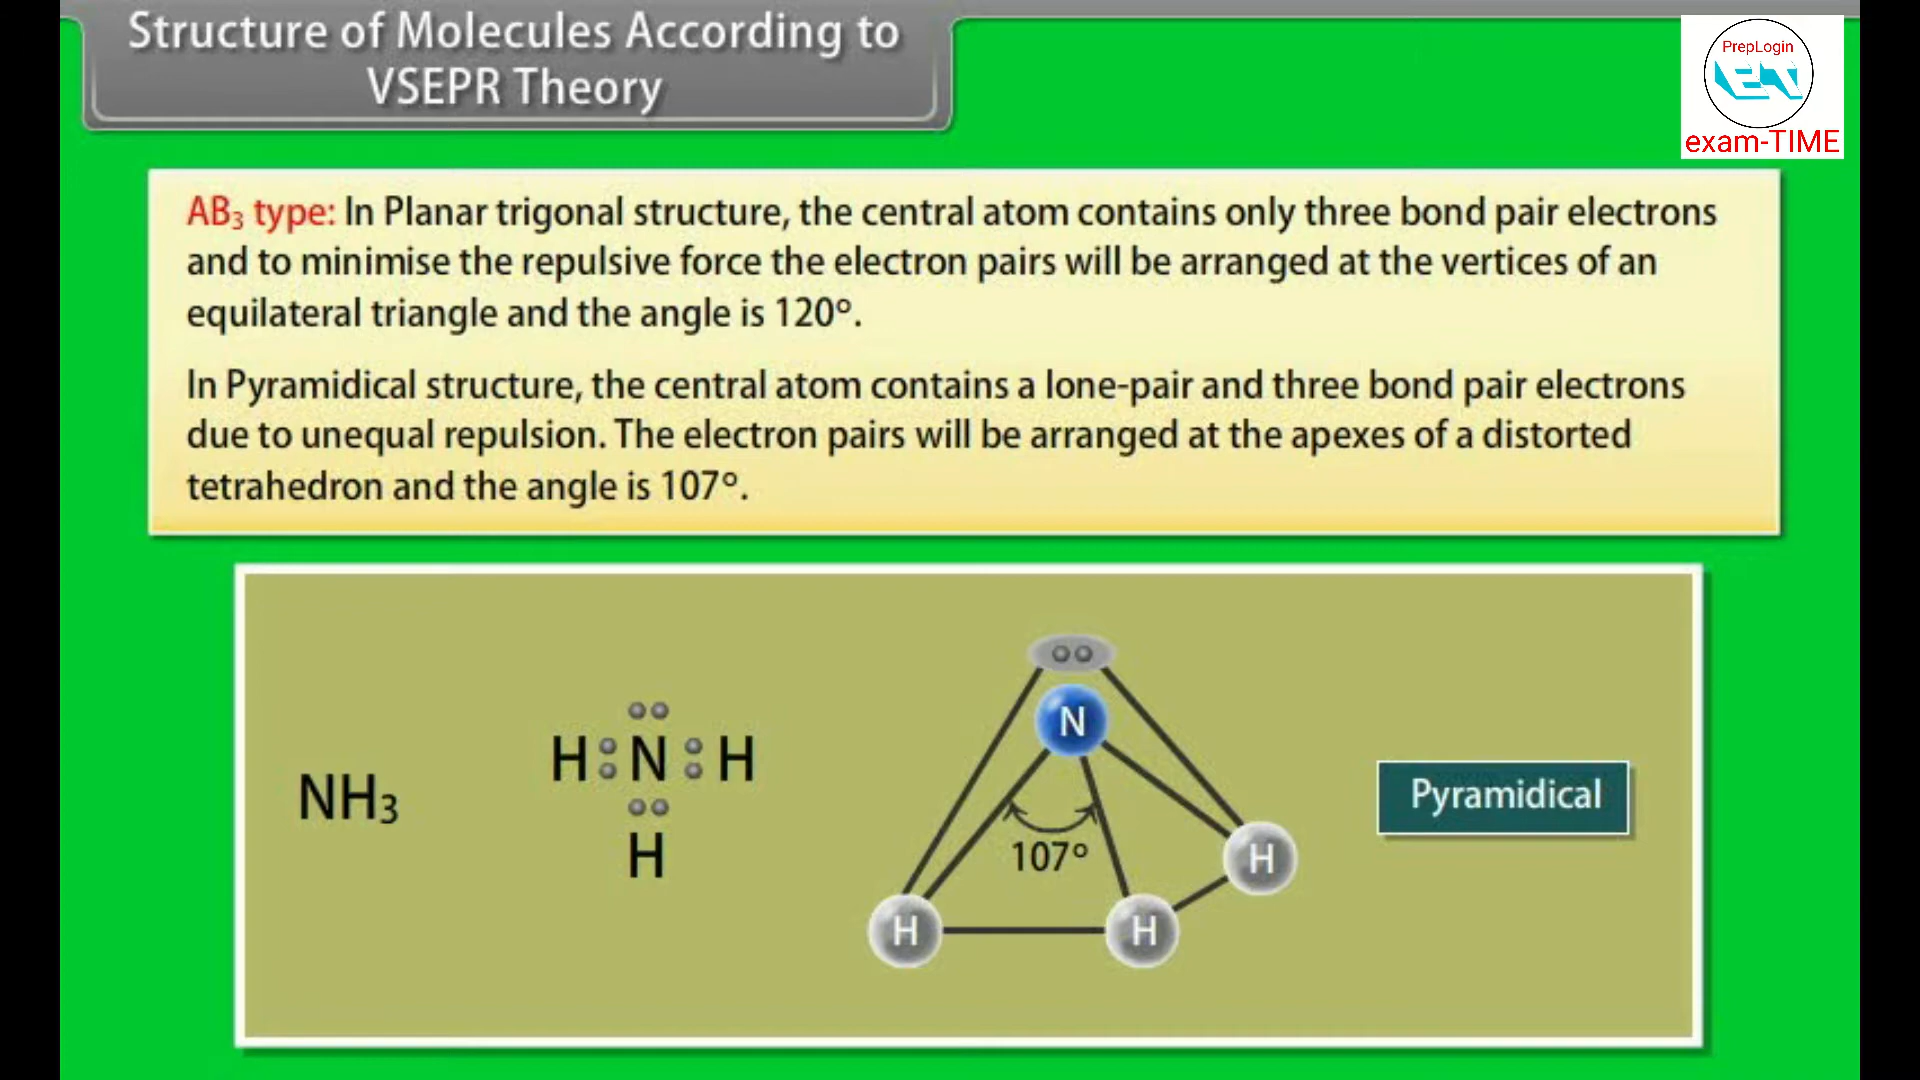 Structure of Molecules According to
VSEPR Theory
PrepLogin
exam-TIME
AB₃ type: In Planar trigonal structure, the central atom contains only three bond pair electrons
and to minimise the repulsive force the electron pairs will be arranged at the vertices of an
equilateral triangle and the angle is 120º.
In Pyramidical structure, the central atom contains a lone-pair and three bond pair electrons
due to unequal repulsion. The electron pairs will be arranged at the apexes of a distorted
tetrahedron and the angle is 107º.
NH₃
H N H
H
N
107º
H
H
H
Pyramidical